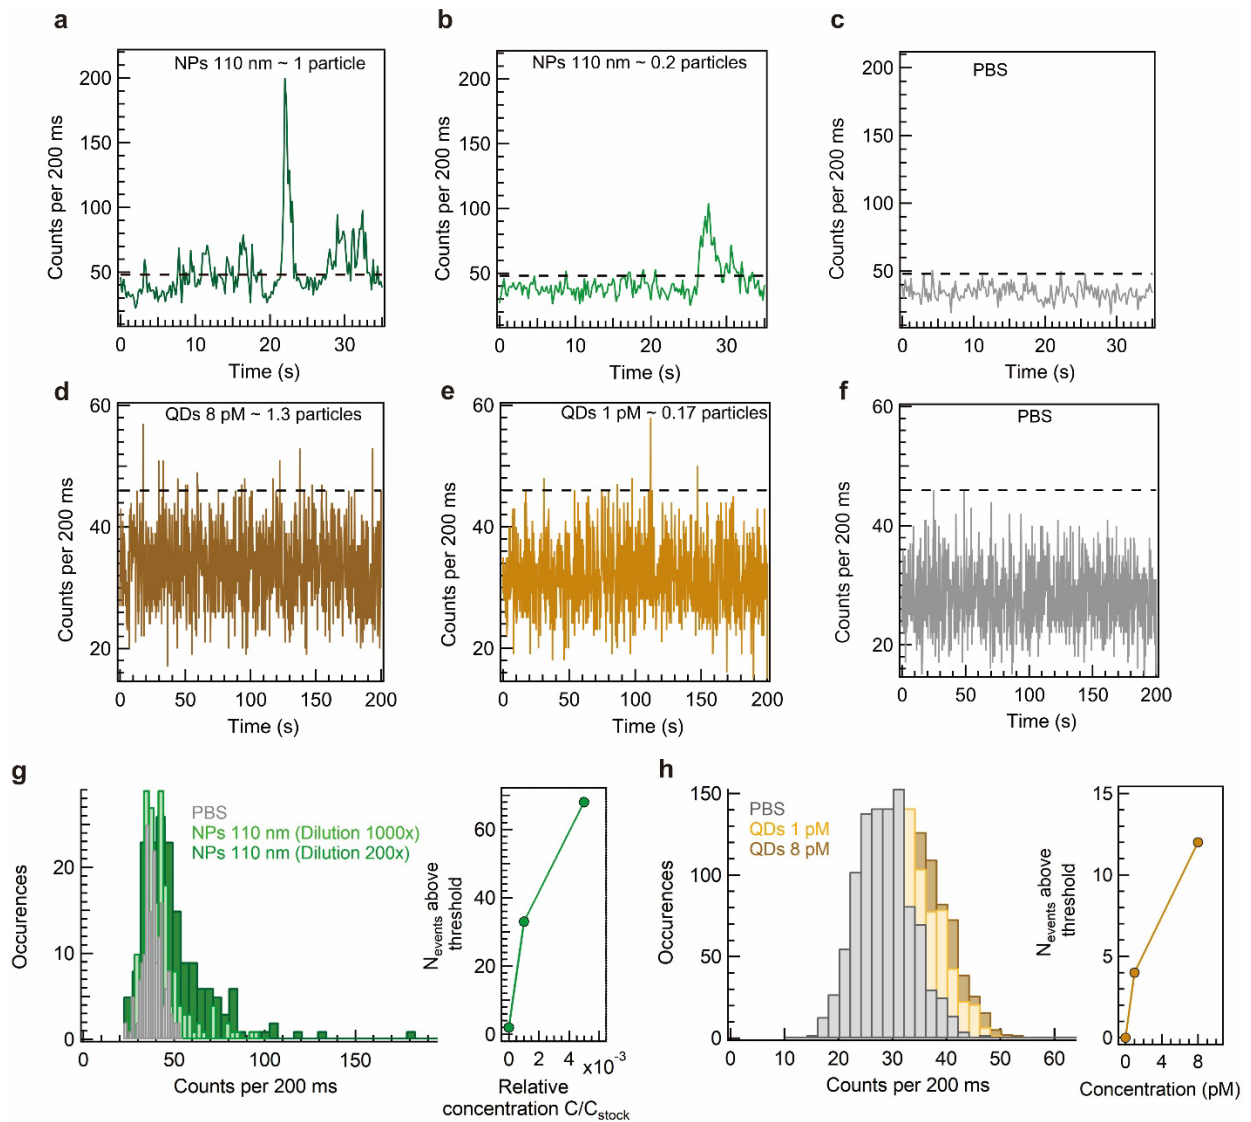 a
b
c
NPs 110 nm ~ 1 particle
NPs 110 nm ~ 0.2 particles
PBS
Counts per 200 ms
200
150
100
50
0 10 20 30
Time (s)
Counts per 200 ms
200
150
100
50
0 10 20 30
Time (s)
Counts per 200 ms
200
150
100
50
0 10 20 30
Time (s)
d
e
f
QDs 8 pM ~ 1.3 particles
QDs 1 pM ~ 0.17 particles
PBS
Counts per 200 ms
60
40
20
0 50 100 150 200
Time (s)
Counts per 200 ms
60
40
20
0 50 100 150 200
Time (s)
Counts per 200 ms
60
40
20
0 50 100 150 200
Time (s)
g
PBS
NPs 110 nm (Dilution 1000x)
NPs 110 nm (Dilution 200x)
Occurences
20
10
0
0 50 100 150
Counts per 200 ms
Nevents above
threshold
60
40
20
0
0 2 4
x10-3
Relative
concentration C/Cstock
h
PBS
QDs 1 pM
QDs 8 pM
Occurences
150
100
50
0
0 10 20 30 40 50 60
Counts per 200 ms
Nevents above
threshold
15
10
5
0
0 4 8
Concentration (pM)